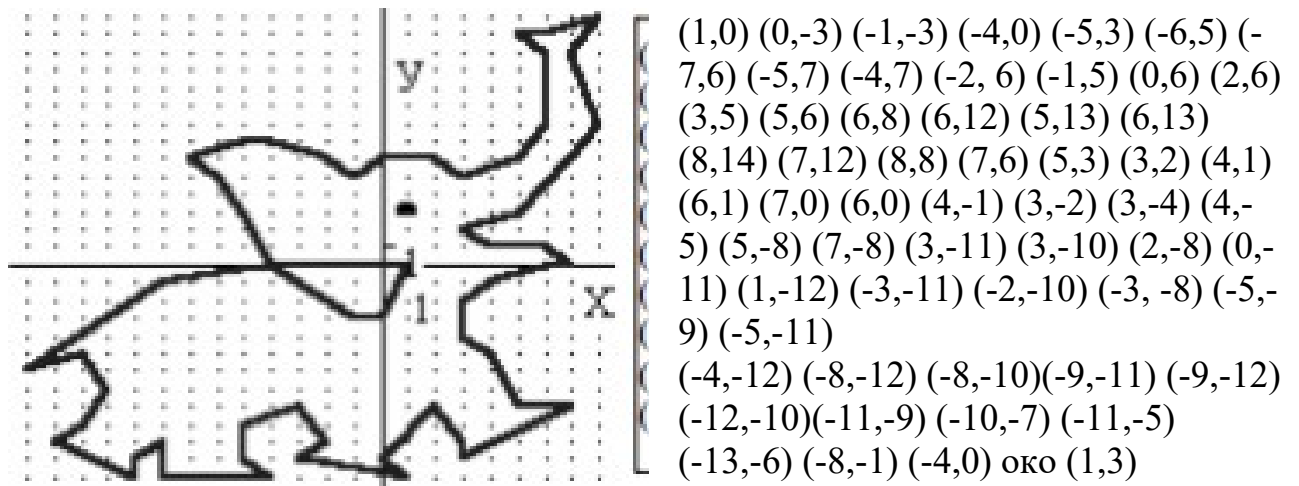 y
X
1
1
(1,0) (0,-3) (-1,-3) (-4,0) (-5,3) (-6,5) (-
7,6) (-5,7) (-4,7) (-2, 6) (-1,5) (0,6) (2,6)
(3,5) (5,6) (6,8) (6,12) (5,13) (6,13)
(8,14) (7,12) (8,8) (7,6) (5,3) (3,2) (4,1)
(6,1) (7,0) (6,0) (4,-1) (3,-2) (3,-4) (4,-
5) (5,-8) (7,-8) (3,-11) (3,-10) (2,-8) (0,-
11) (1,-12) (-3,-11) (-2,-10) (-3, -8) (-5,-
9) (-5,-11)
(-4,-12) (-8,-12) (-8,-10)(-9,-11) (-9,-12)
(-12,-10)(-11,-9) (-10,-7) (-11,-5)
(-13,-6) (-8,-1) (-4,0) око (1,3)